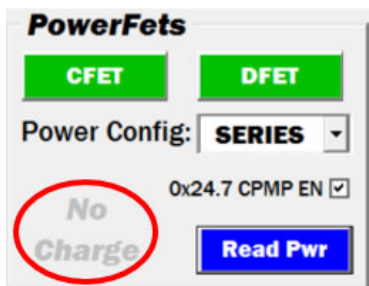 PowerFets
CFET DFET
Power Config: SERIES
0x24.7 CPMP EN
No
Charge
Read Pwr